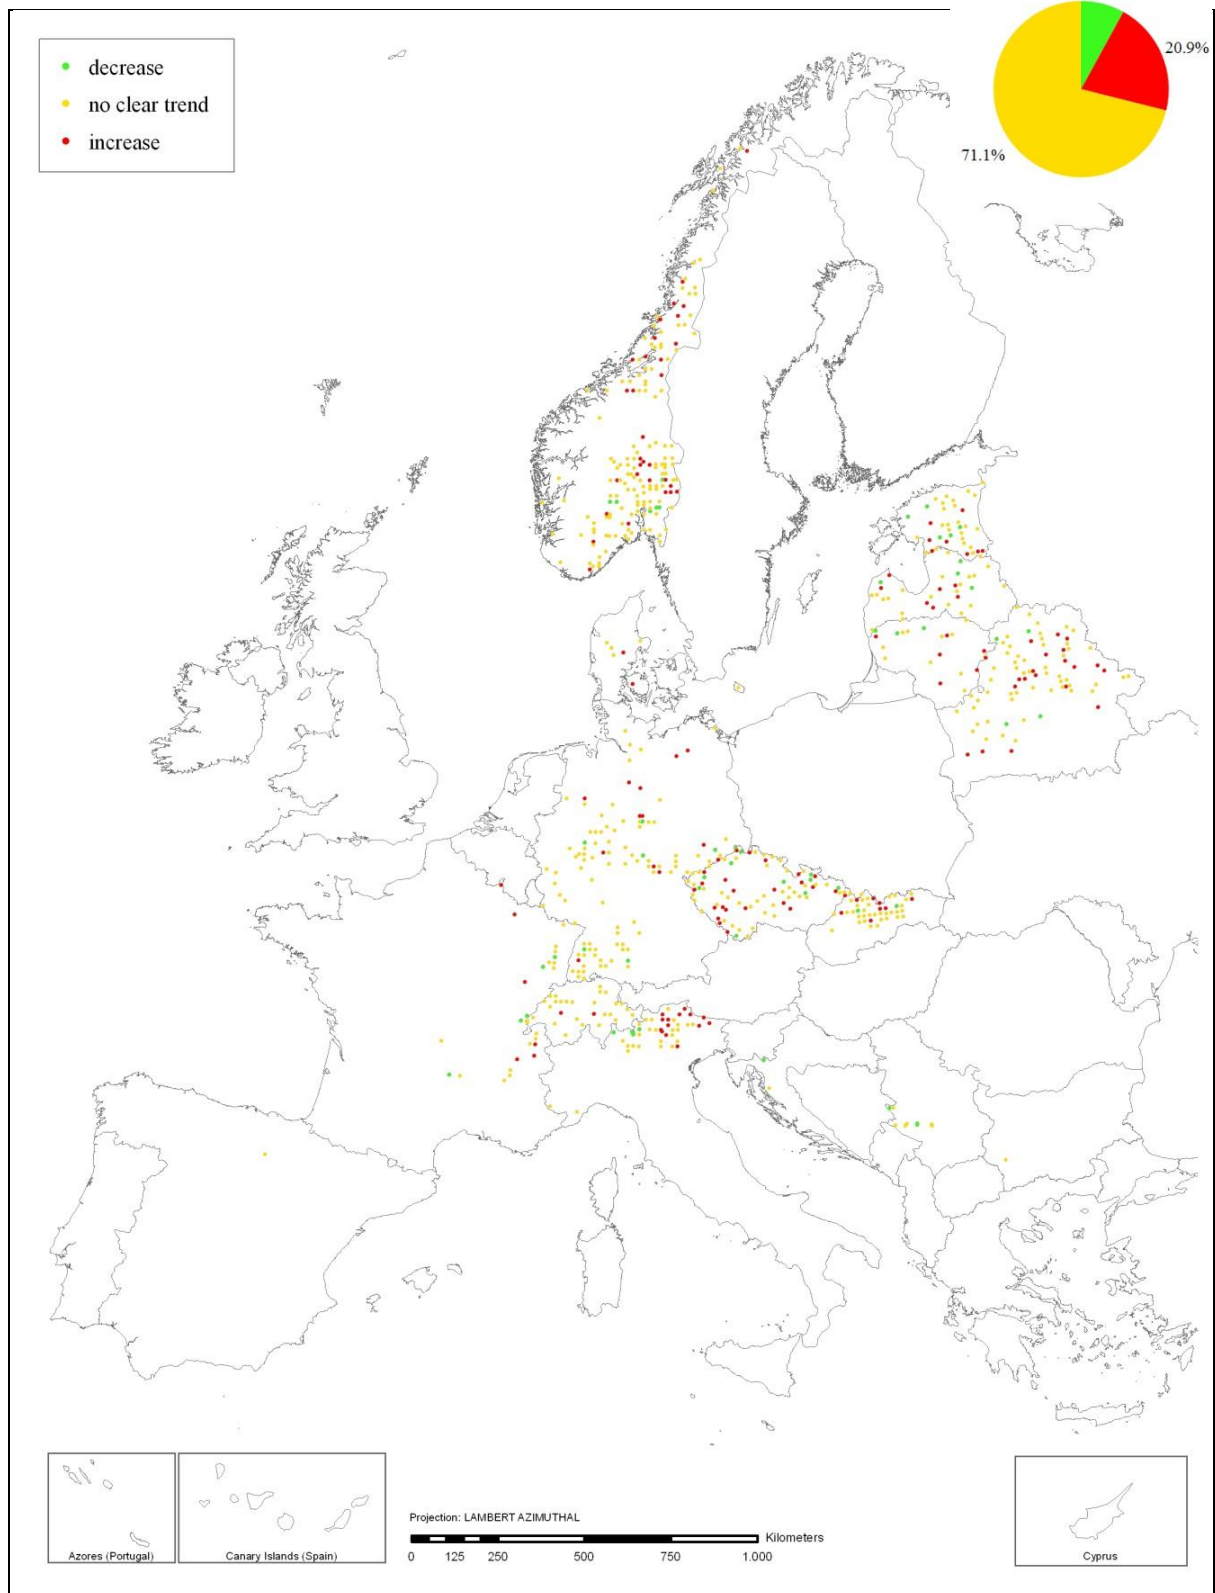 decrease
no clear trend
increase
20.9%
71.1%
Projection: LAMBERT AZIMUTHAL
Kilometers
0 125 250 500 750 1.000
Azores (Portugal)
Canary Islands (Spain)
Cyprus